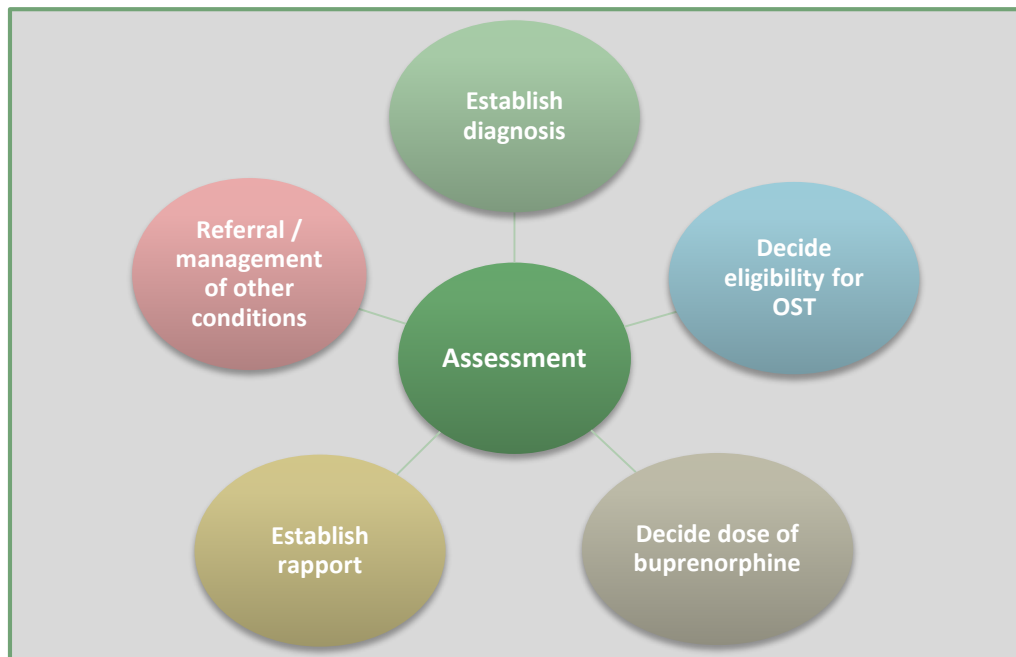 Establish
diagnosis
Referral /
management
of other
conditions
Decide
eligibility for
OST
Assessment
Establish
rapport
Decide dose of
buprenorphine